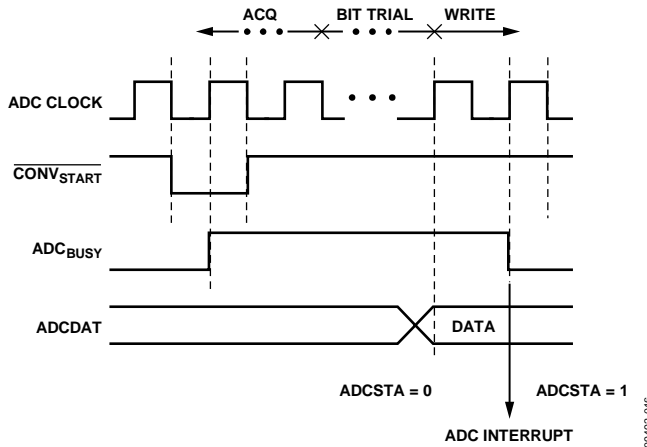 ACQ BIT TRIAL WRITE
ADC CLOCK
CONVSTART
ADCBUSY
ADCDAT
DATA
ADCSTA = 0 ADCSTA = 1
ADC INTERRUPT